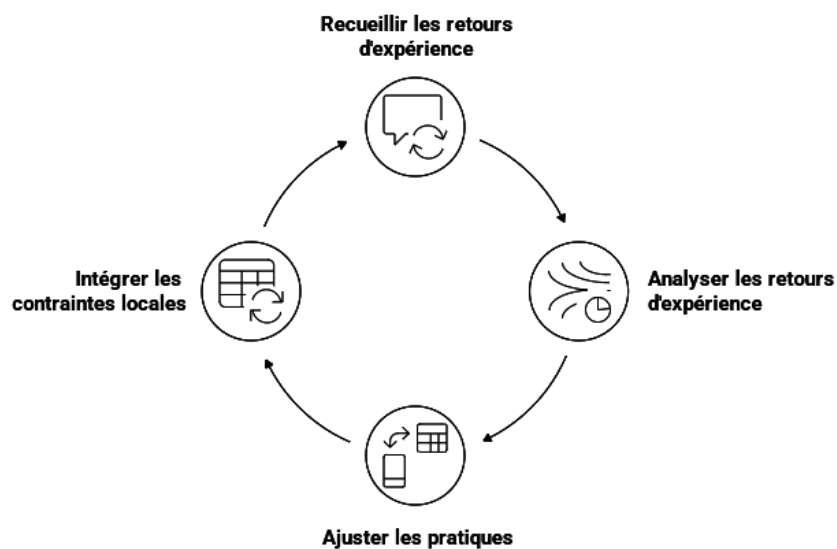 Recueillir les retours
d'expérience
Intégrer les
contraintes locales
Analyser les retours
d'expérience
Ajuster les pratiques